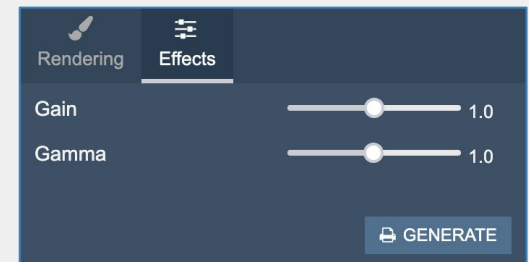 Rendering
Effects
Gain 1.0
Gamma 1.0
GENERATE